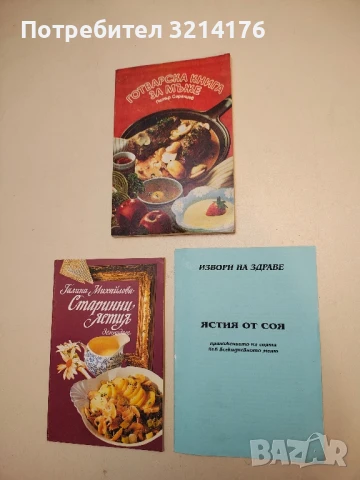 Потребител 3214176!
ГОТВАРСКА КНИГА
ЗА МЪЖЕ
Галина Михайлова
Старинни
ястия
ИЗВОРИ НА ЗДРАВЕ
ЯСТИЯ ОТ СОЯ
BAZAR